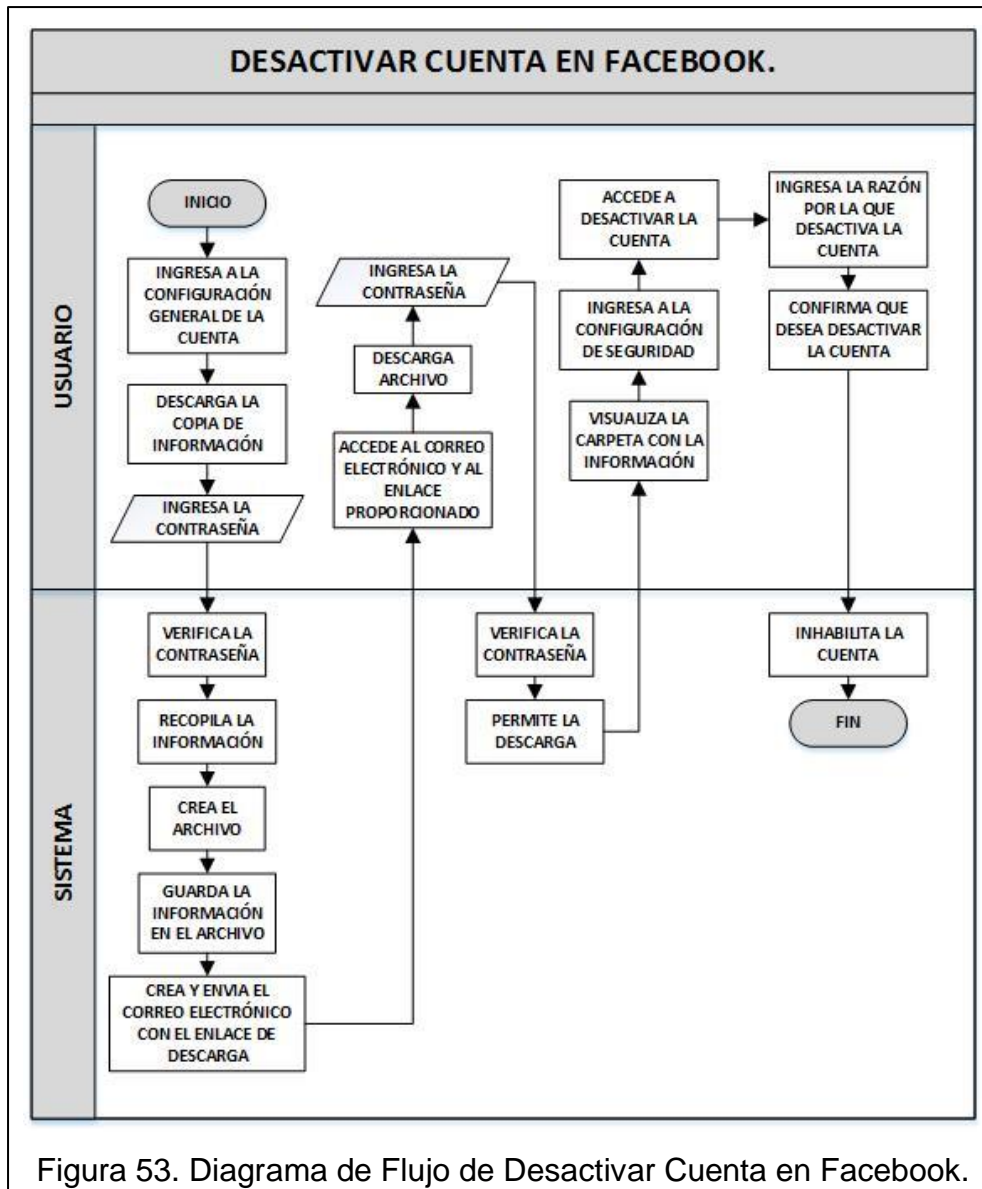 DESACTIVAR CUENTA EN FACEBOOK.
USUARIO
INICIO
INGRESA A LA
CONFIGURACIÓN
GENERAL DE LA
CUENTA
DESCARGA LA
COPIA DE
INFORMACIÓN
INGRESA LA
CONTRASEÑA
SISTEMA
VERIFICA LA
CONTRASEÑA
RECOPILA LA
INFORMACIÓN
CREA EL
ARCHIVO
GUARDA LA
INFORMACIÓN
EN EL ARCHIVO
CREA Y ENVIA EL
CORREO ELECTRÓNICO
CON EL ENLACE DE
DESCARGA
ACCEDE AL CORREO
ELECTRÓNICO Y AL
ENLACE
PROPORCIONADO
DESCARGA
ARCHIVO
INGRESA LA
CONTRASEÑA
VERIFICA LA
CONTRASEÑA
PERMITE LA
DESCARGA
VISUALIZA LA
CARPETA CON LA
INFORMACIÓN
INGRESA A LA
CONFIGURACIÓN
DE SEGURIDAD
ACCEDE A
DESACTIVAR LA
CUENTA
INGRESA LA RAZÓN
POR LA QUE
DESACTIVA LA
CUENTA
CONFIRMA QUE
DESEA DESACTIVAR
LA CUENTA
INHABILITA LA
CUENTA
FIN
Figura 53. Diagrama de Flujo de Desactivar Cuenta en Facebook.